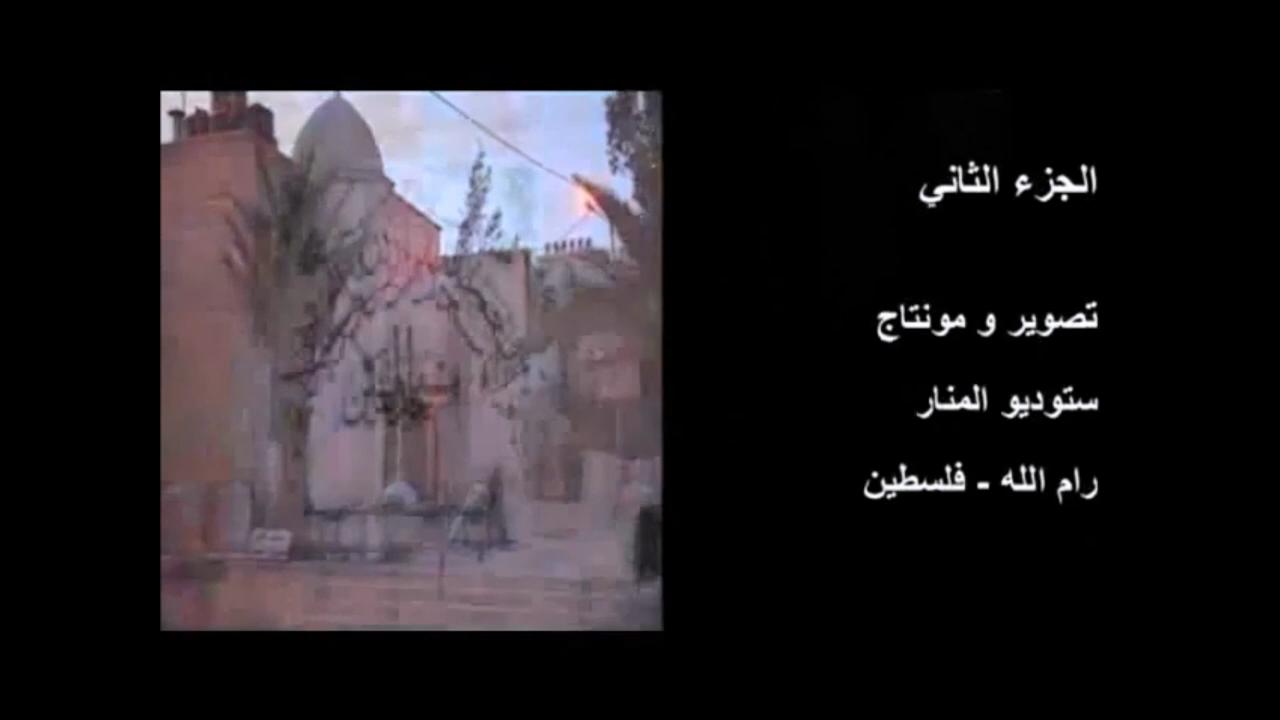 الجزء الثاني
تصوير و مونتاج
ستوديو المنار
رام الله - فلسطين